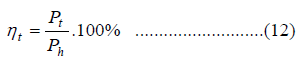 η_t = P_t / P_h .100% ...........................(12)